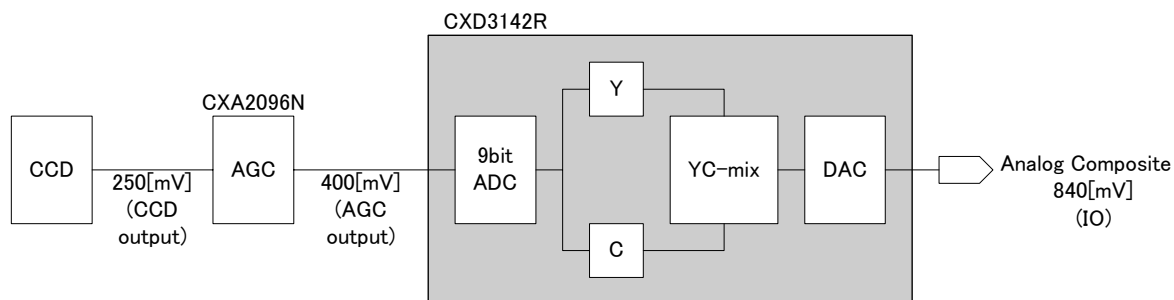 CXD3142R
CXA2096N
CCD
250[mV]
(CCD
output)
AGC
400[mV]
(AGC
output)
9bit
ADC
Y
C
YC-mix
DAC
Analog Composite
840[mV]
(IO)